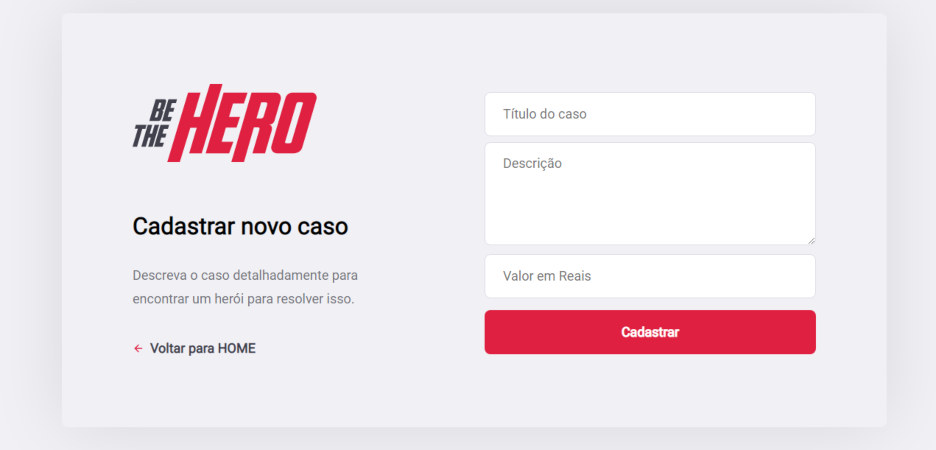 BE
THE HERO
Cadastrar novo caso
Descreva o caso detalhadamente para
encontrar um herói para resolver isso.
Voltar para HOME
Título do caso
Descrição
Valor em Reais
Cadastrar